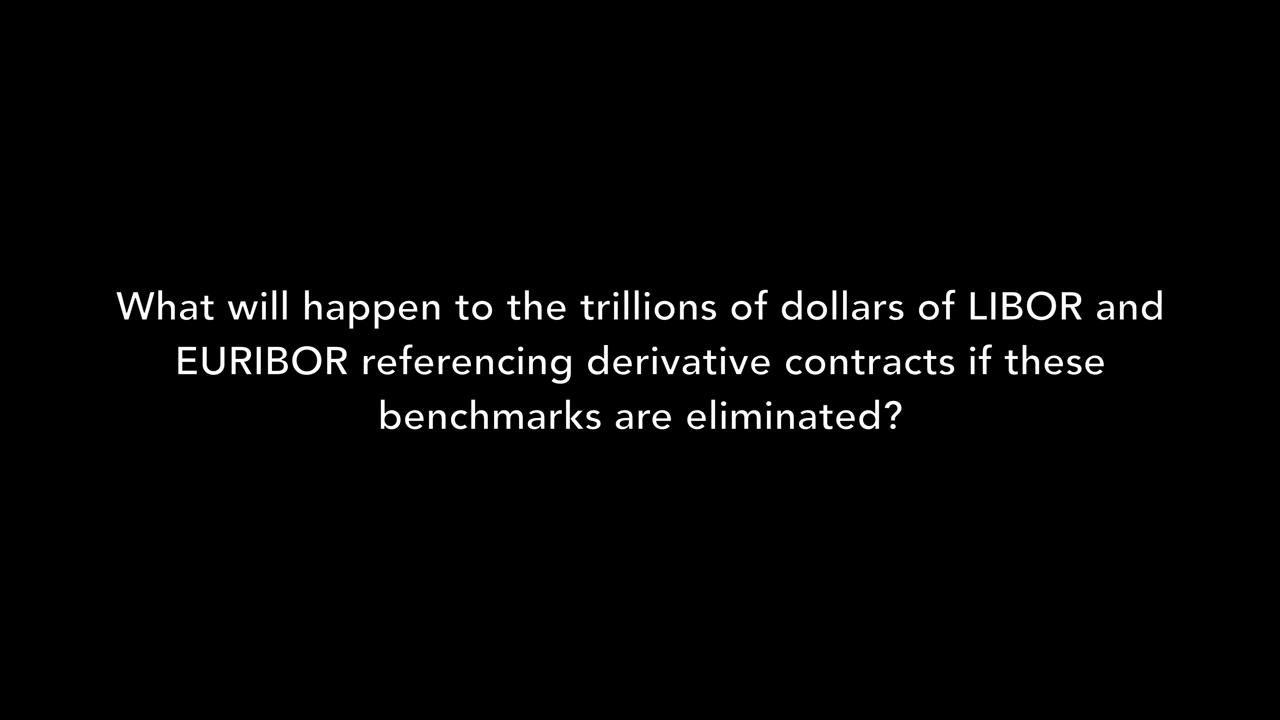 What will happen to the trillions of dollars of LIBOR and
EURIBOR referencing derivative contracts if these
benchmarks are eliminated?